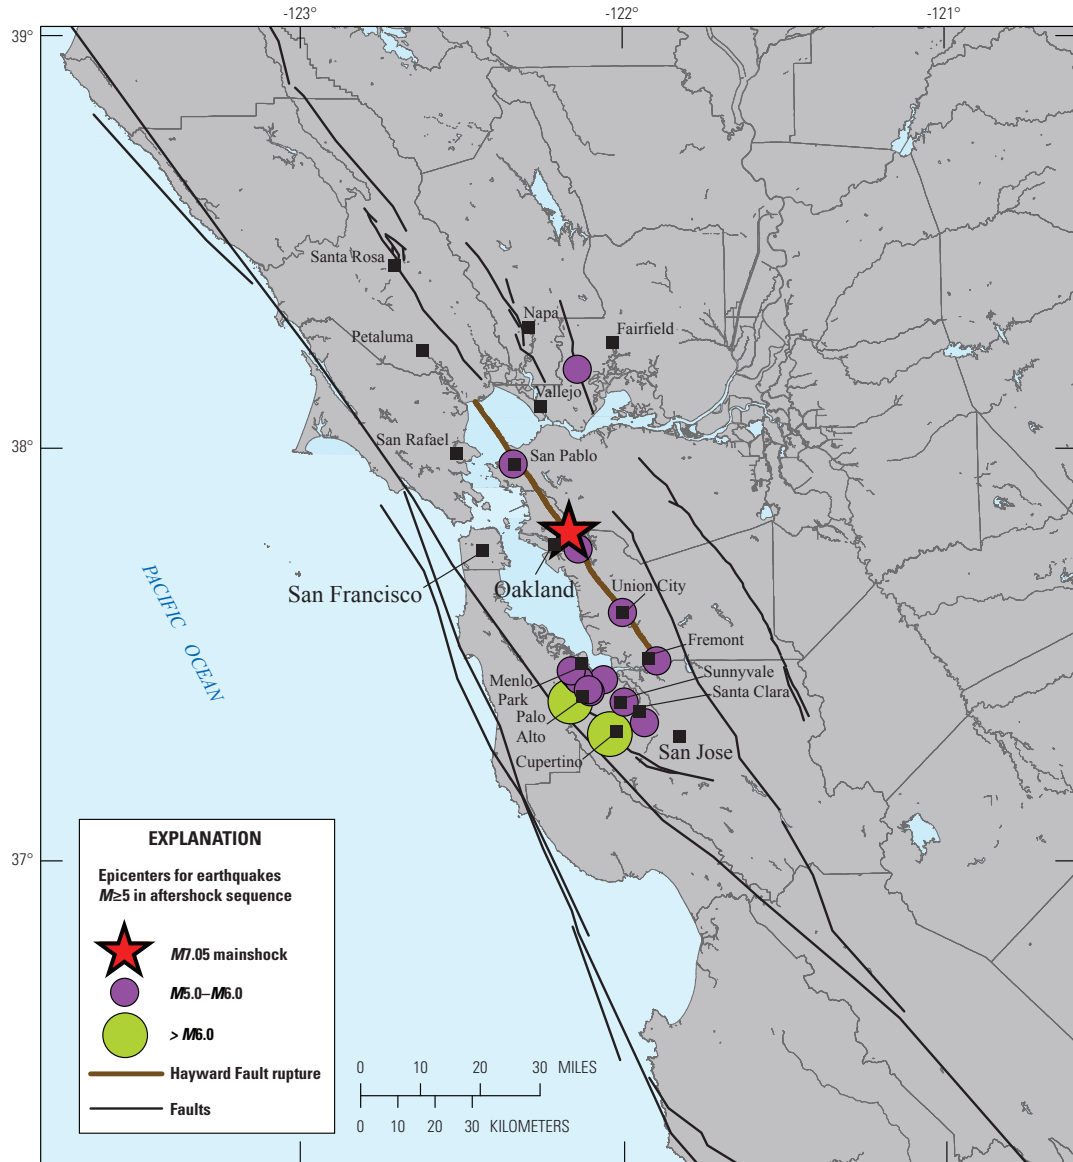 -123°
-122°
-121°
39°
Santa Rosa
Napa
Petaluma
Fairfield
Vallejo
38°
San Rafael
San Pablo
PACIFIC OCEAN
San Francisco
Oakland
Union City
Fremont
Menlo
Park
Sunnyvale
Santa Clara
Palo
Alto
San Jose
Cupertino
37°
EXPLANATION
Epicenters for earthquakes
M≥5 in aftershock sequence
M7.05 mainshock
M5.0–M6.0
> M6.0
Hayward Fault rupture
Faults
0 10 20 30 MILES
0 10 20 30 KILOMETERS